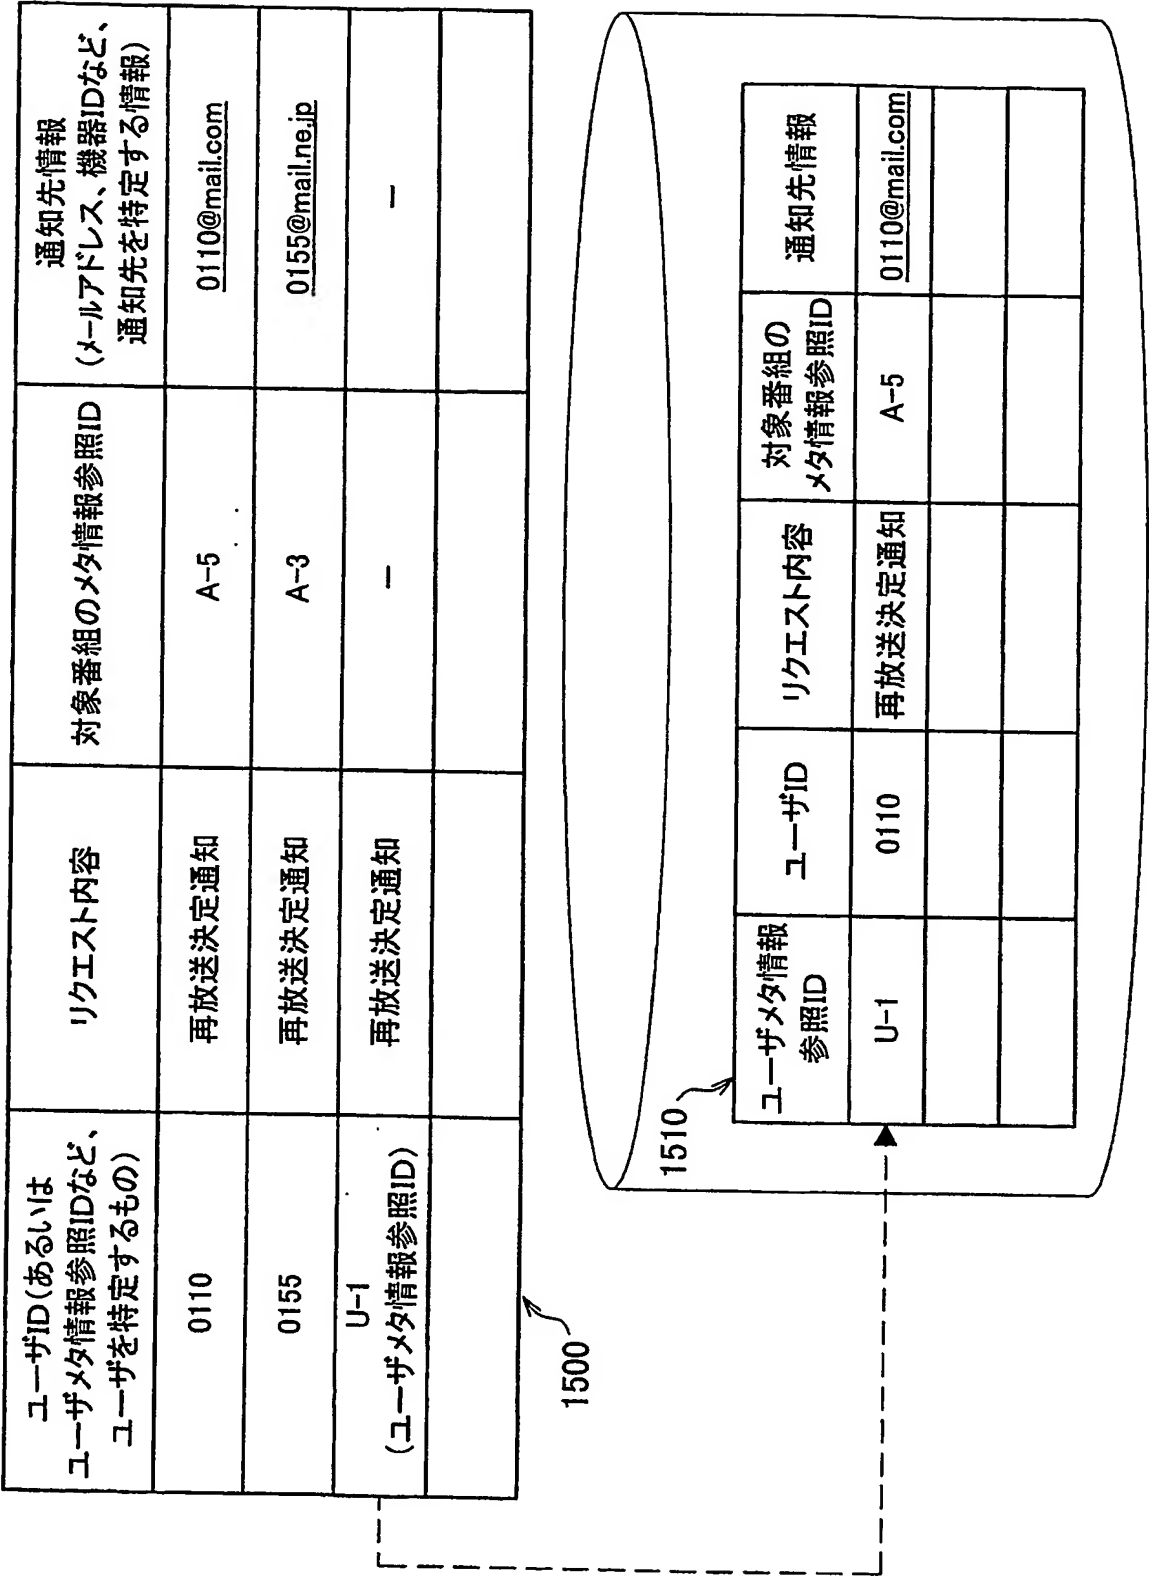 ユーザID(あるいは
ユーザメタ情報参照IDなど、
ユーザを特定するもの)
リクエスト内容
対象番組のメタ情報参照ID
通知先情報
(メールアドレス、機器IDなど、
通知先を特定する情報)
0110
再放送決定通知
A-5
0110@mail.com
0155
再放送決定通知
A-3
0155@mail.ne.jp
U-1
(ユーザメタ情報参照ID)
再放送決定通知
－
－
1500
1510
ユーザメタ情報
参照ID
ユーザID
リクエスト内容
対象番組の
メタ情報参照ID
通知先情報
U-1
0110
再放送決定通知
A-5
0110@mail.com